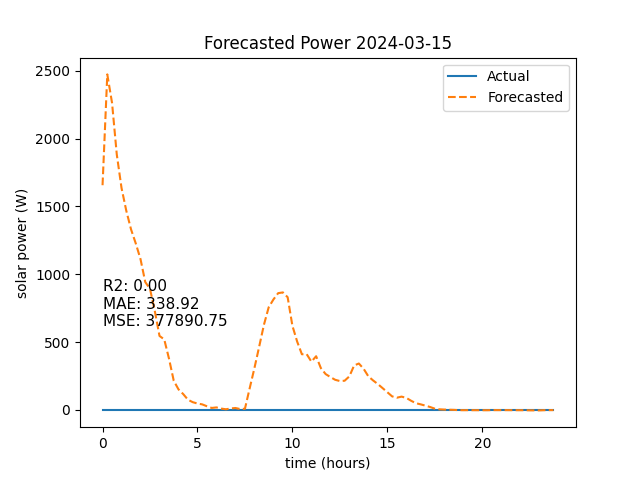 Forecasted Power 2024-03-15
Actual
Forecasted
2500
2000
1500
1000
500
0
solar power (W)
R2: 0.00
MAE: 338.92
MSE: 377890.75
0 5 10 15 20
time (hours)